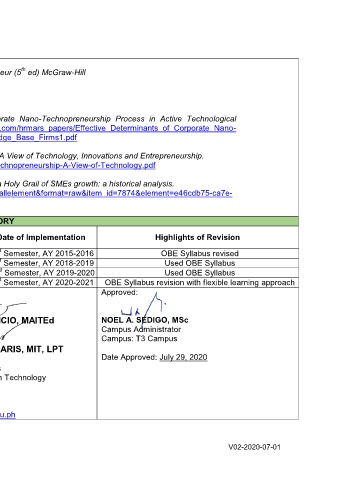 eur (5th ed) McGraw-Hill
orate Nano-Technopreneurship Process in Active Technological
.com/hrmars_papers/Effective_Determinants_of_Corporate_Nano-
dge_Base_Firms1.pdf
A View of Technology, Innovations and Entrepreneurship.
chnopreneurship-A-View-of-Technology.pdf
a Holy Grail of SMEs growth: a historical analysis.
allelement&format=raw&item_id=7874&element=e46cdb75-ca7e-
ORY
Date of Implementation Highlights of Revision
Semester, AY 2015-2016 OBE Syllabus revised
Semester, AY 2018-2019 Used OBE Syllabus
Semester, AY 2019-2020 Used OBE Syllabus
Semester, AY 2020-2021 OBE Syllabus revision with flexible learning approach
Approved:
CIO, MAITEd
NOEL A. SEDIGO, MSc
Campus Administrator
Campus: T3 Campus
ARIS, MIT, LPT
Date Approved: July 29, 2020
n Technology
u.ph
V02-2020-07-01